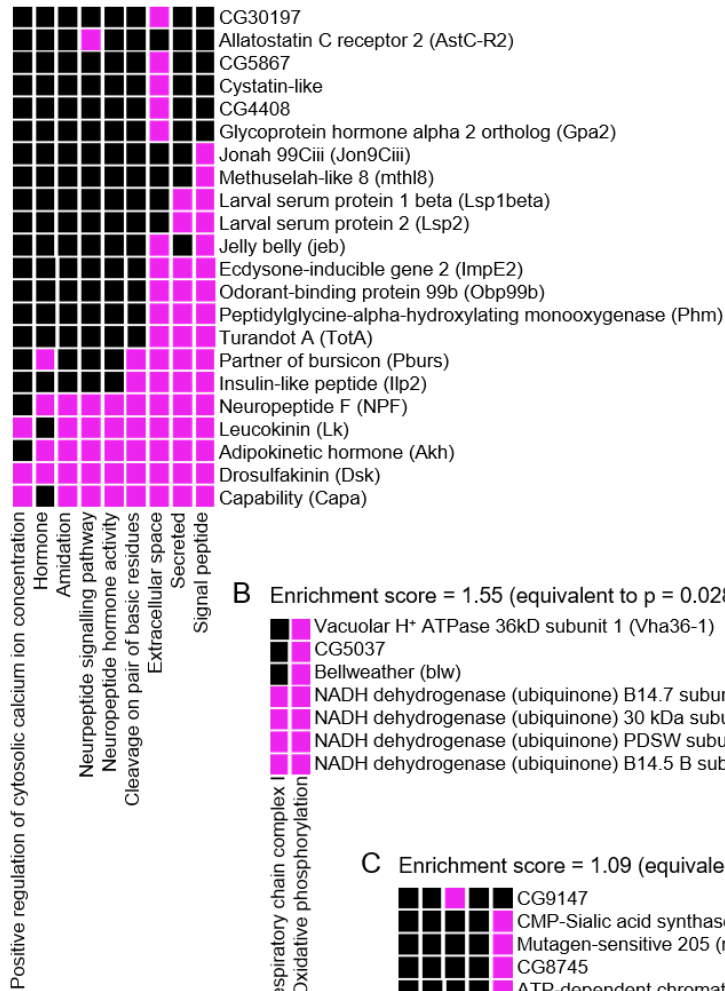 CG30197
Allatostatin C receptor 2 (AstC-R2)
CG5867
Cystatin-like
CG4408
Glycoprotein hormone alpha 2 ortholog (Gpa2)
Jonah 99Ciii (Jon9Ciii)
Methuselah-like 8 (mthl8)
Larval serum protein 1 beta (Lsp1beta)
Larval serum protein 2 (Lsp2)
Jelly belly (jeb)
Ecdysone-inducible gene 2 (ImpE2)
Odorant-binding protein 99b (Obp99b)
Peptidylglycine-alpha-hydroxylating monooxygenase (Phm)
Turandot A (TotA)
Partner of bursicon (Pburs)
Insulin-like peptide (Ilp2)
Neuropeptide F (NPF)
Leucokinin (Lk)
Adipokinetic hormone (Akh)
Drosulfakinin (Dsk)
Capability (Capa)
Positive regulation of cytosolic calcium ion concentration
Hormone
Amidation
Neurpeptide signalling pathway
Neuropeptide hormone activity
Cleavage on pair of basic residues
Extracellular space
Secreted
Signal peptide
B Enrichment score = 1.55 (equivalent to p = 0.028
Vacuolar H⁺ ATPase 36kD subunit 1 (Vha36-1)
CG5037
Bellweather (blw)
NADH dehydrogenase (ubiquinone) B14.7 subun
NADH dehydrogenase (ubiquinone) 30 kDa subu
NADH dehydrogenase (ubiquinone) PDSW subu
NADH dehydrogenase (ubiquinone) B14.5 B sub
espiratory chain complex I
Oxidative phosphorylation
C Enrichment score = 1.09 (equivale
CG9147
CMP-Sialic acid synthase
Mutagen-sensitive 205 (
CG8745
ATP-dependent chromat